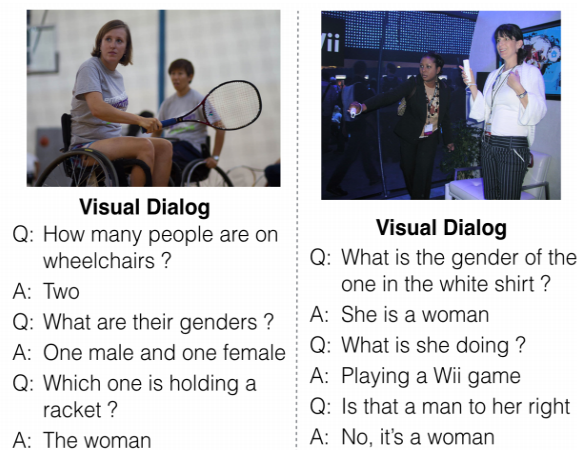 Visual Dialog
Q: How many people are on
wheelchairs ?
A: Two
Q: What are their genders ?
A: One male and one female
Q: Which one is holding a
racket ?
A: The woman
Wii
Visual Dialog
Q: What is the gender of the
one in the white shirt ?
A: She is a woman
Q: What is she doing ?
A: Playing a Wii game
Q: Is that a man to her right
A: No, it's a woman